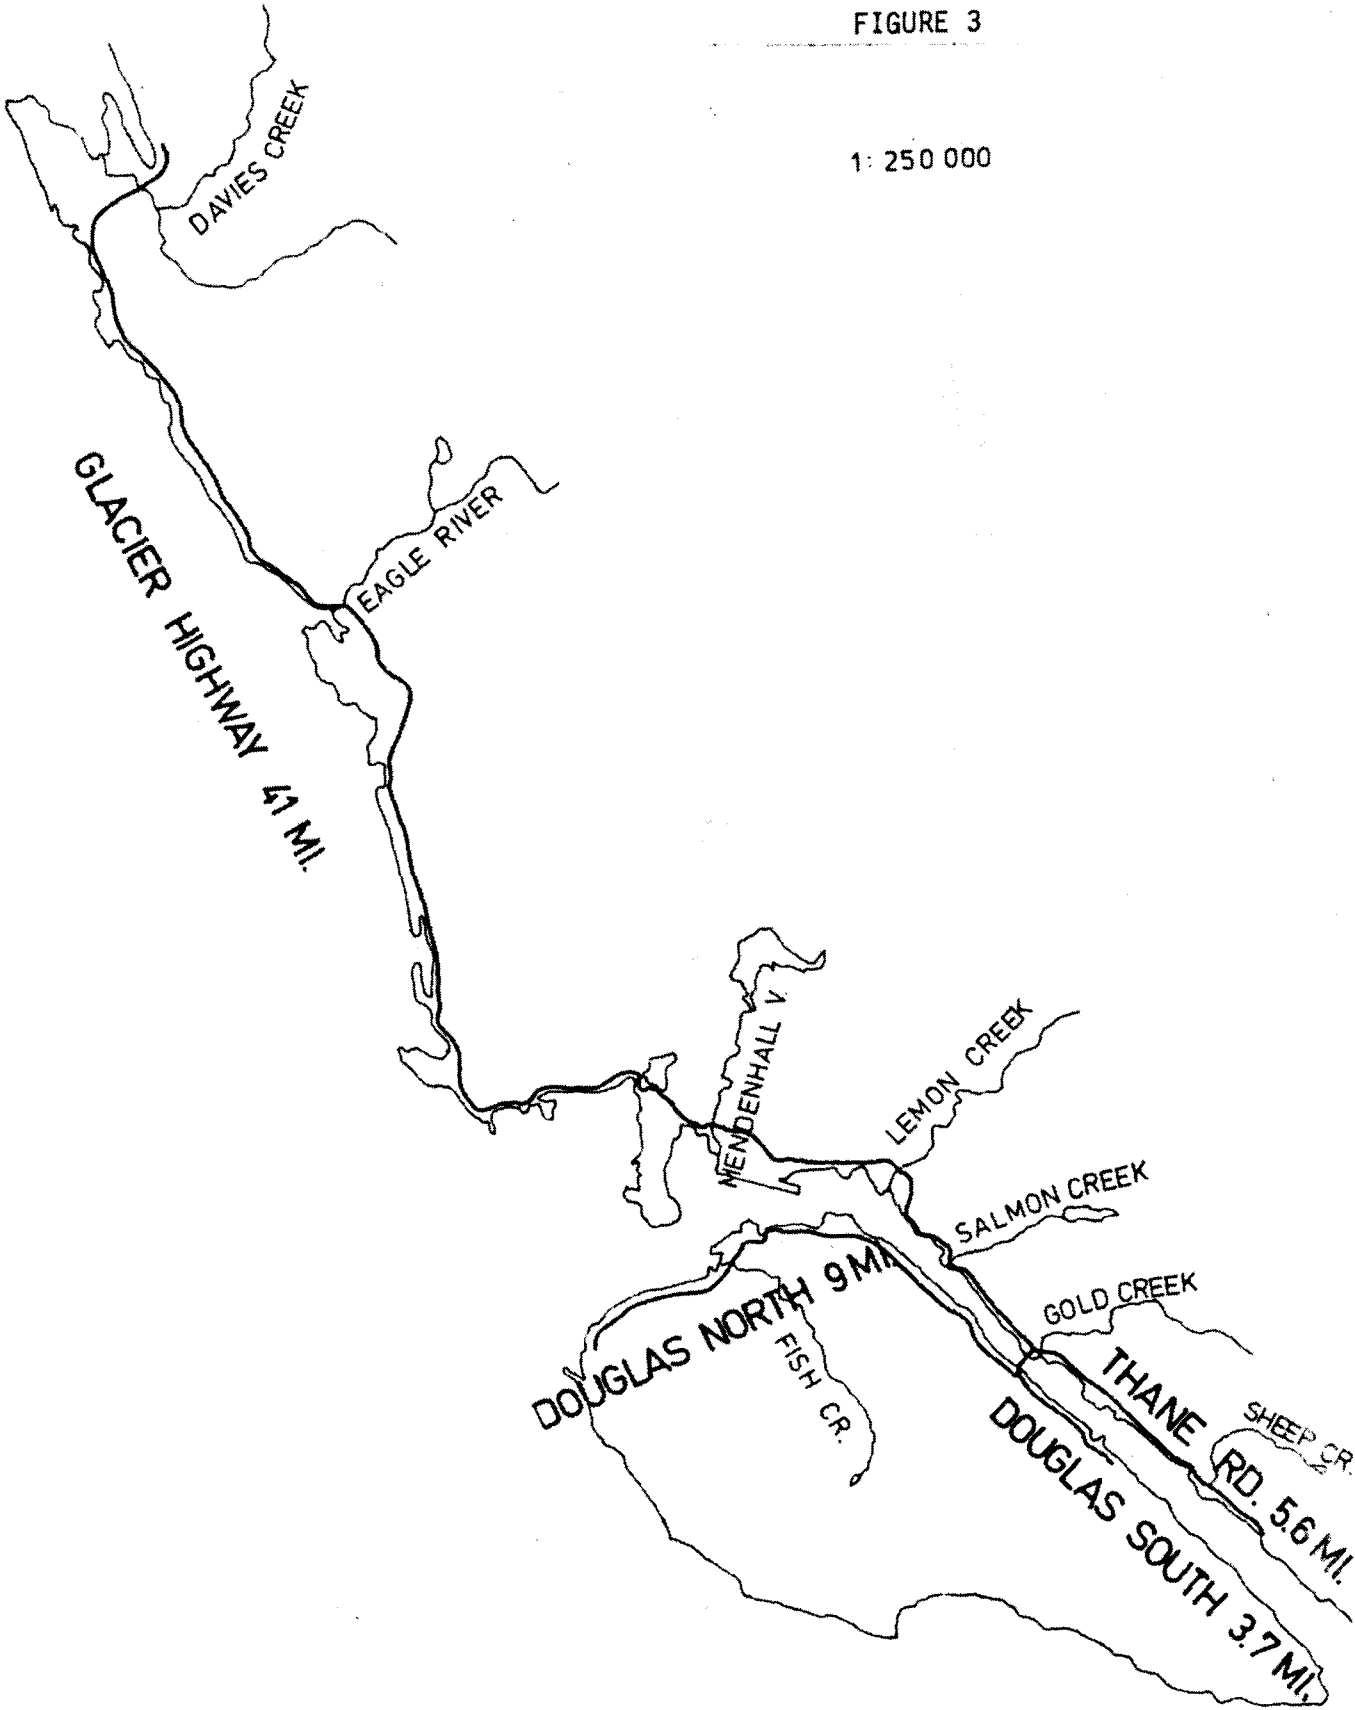 FIGURE 3
1: 250 000
DAVIES CREEK
GLACIER HIGHWAY 41 MI.
EAGLE RIVER
MENDENHALL V.
LEMON CREEK
SALMON CREEK
GOLD CREEK
DOUGLAS NORTH 9 MI.
FISH CR.
THANE RD. 5.6 MI.
SHEEP CR.
DOUGLAS SOUTH 3.7 MI.